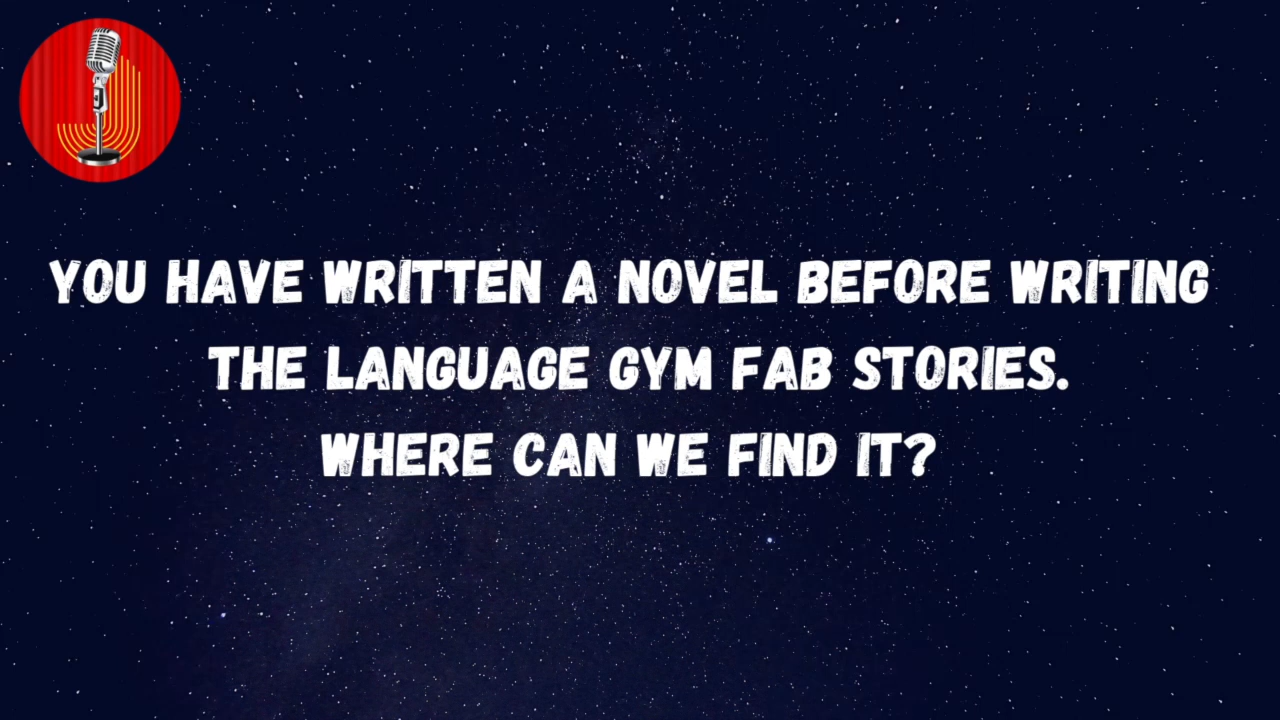 YOU HAVE WRITTEN A NOVEL BEFORE WRITING
THE LANGUAGE GYM FAB STORIES.
WHERE CAN WE FIND IT?